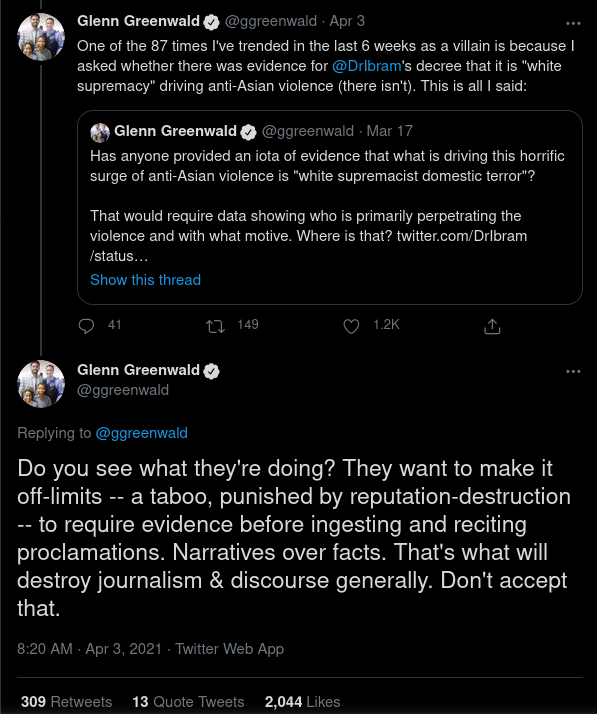 Glenn Greenwald @ggreenwald · Apr 3
One of the 87 times I've trended in the last 6 weeks as a villain is because I
asked whether there was evidence for @DrIbram's decree that it is "white
supremacy" driving anti-Asian violence (there isn't). This is all I said:
Glenn Greenwald @ggreenwald · Mar 17
Has anyone provided an iota of evidence that what is driving this horrific
surge of anti-Asian violence is "white supremacist domestic terror"?
That would require data showing who is primarily perpetrating the
violence and with what motive. Where is that? twitter.com/DrIbram
/status…
Show this thread
41 149 1.2K
Glenn Greenwald
@ggreenwald
Replying to @ggreenwald
Do you see what they're doing? They want to make it
off-limits -- a taboo, punished by reputation-destruction
-- to require evidence before ingesting and reciting
proclamations. Narratives over facts. That's what will
destroy journalism & discourse generally. Don't accept
that.
8:20 AM · Apr 3, 2021 · Twitter Web App
309 Retweets 13 Quote Tweets 2,044 Likes